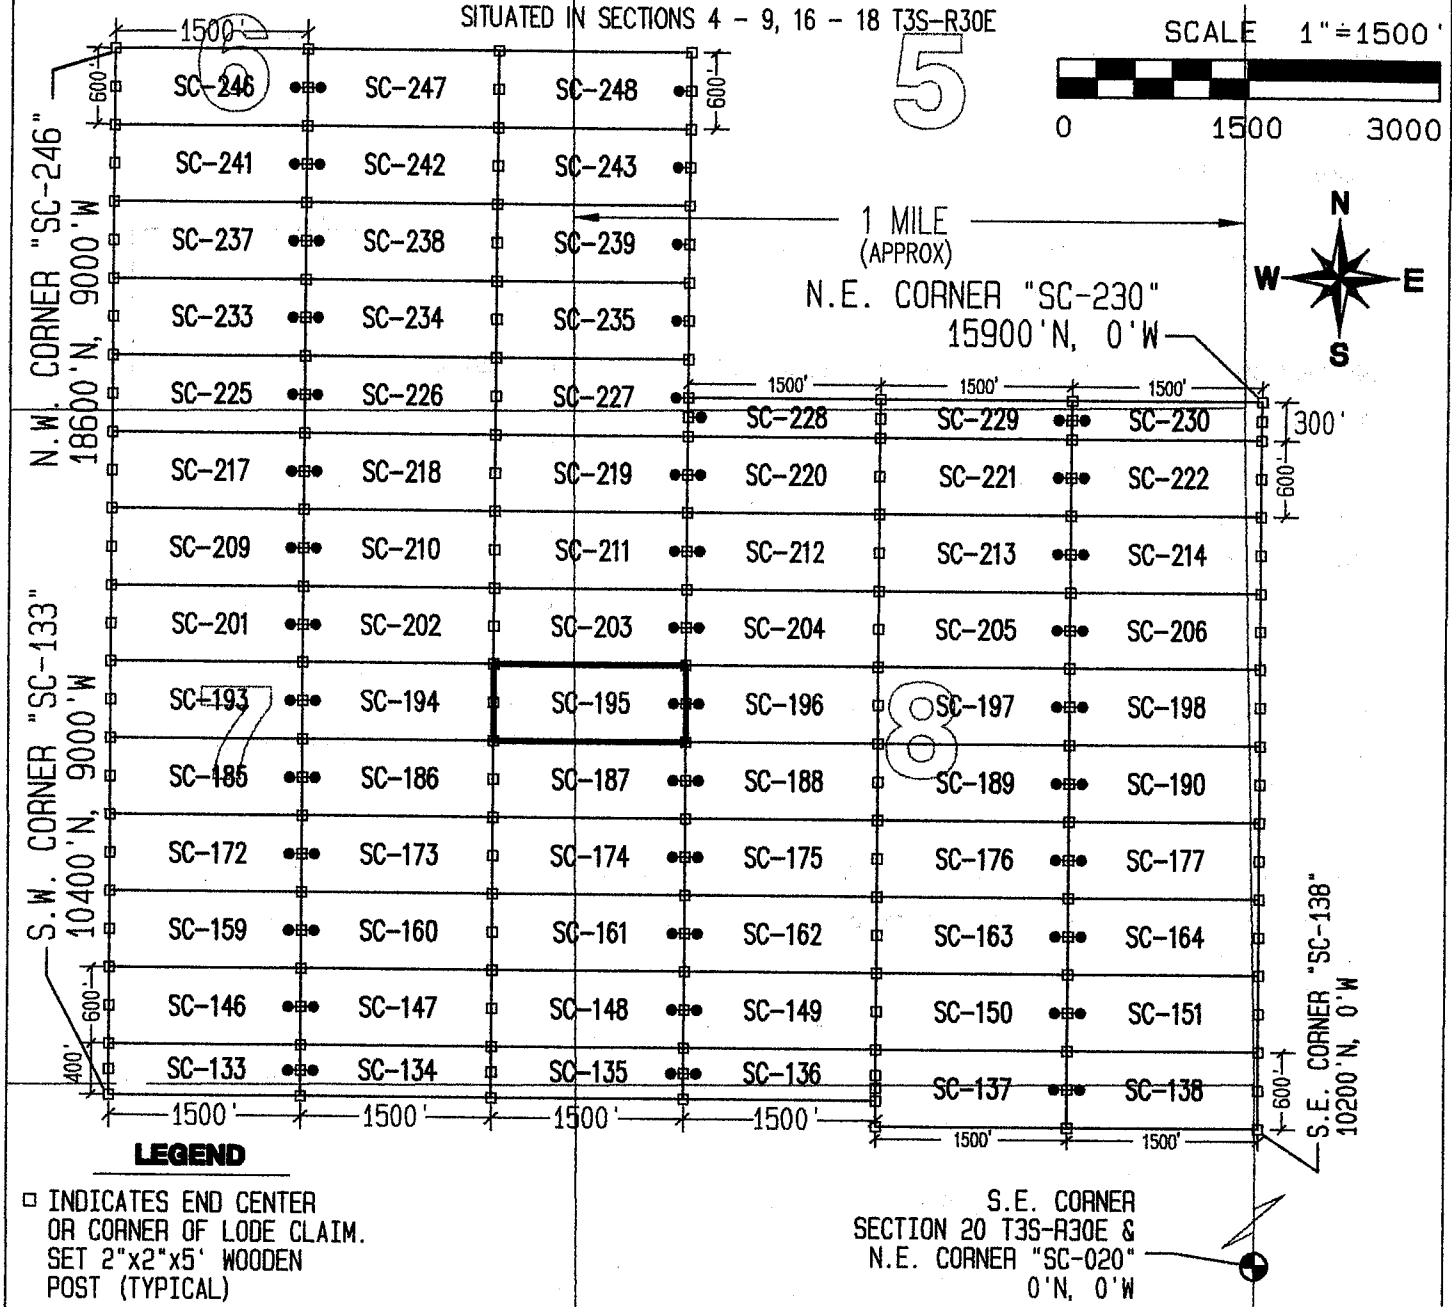 SITUATED IN SECTIONS 4 - 9, 16 - 18 T3S-R30E
SCALE 1"=1500'
0 1500 3000
1500'
6
5
600'
SC-246 SC-247 SC-248
600'
SC-241 SC-242 SC-243
N.W. CORNER "SC-246"
18600'N, 9000'W
1 MILE
(APPROX)
N
W E
S
SC-237 SC-238 SC-239
N.E. CORNER "SC-230"
15900'N, 0'W
SC-233 SC-234 SC-235
1500' 1500' 1500'
SC-225 SC-226 SC-227
SC-228 SC-229 SC-230
300'
SC-217 SC-218 SC-219 SC-220 SC-221 SC-222
600'
SC-209 SC-210 SC-211 SC-212 SC-213 SC-214
SC-201 SC-202 SC-203 SC-204 SC-205 SC-206
S.W. CORNER "SC-133"
10400'N, 9000'W
SC-193 SC-194 SC-195 SC-196 SC-197 SC-198
7
8
SC-185 SC-186 SC-187 SC-188 SC-189 SC-190
SC-172 SC-173 SC-174 SC-175 SC-176 SC-177
SC-159 SC-160 SC-161 SC-162 SC-163 SC-164
S.E. CORNER "SC-138"
10200'N, 0'W
600'
SC-146 SC-147 SC-148 SC-149 SC-150 SC-151
400'
SC-133 SC-134 SC-135 SC-136
SC-137 SC-138
600'
1500' 1500' 1500' 1500'
1500' 1500'
LEGEND
INDICATES END CENTER
OR CORNER OF LODE CLAIM.
SET 2"x2"x5' WOODEN
POST (TYPICAL)
S.E. CORNER
SECTION 20 T3S-R30E &
N.E. CORNER "SC-020"
0'N, 0'W